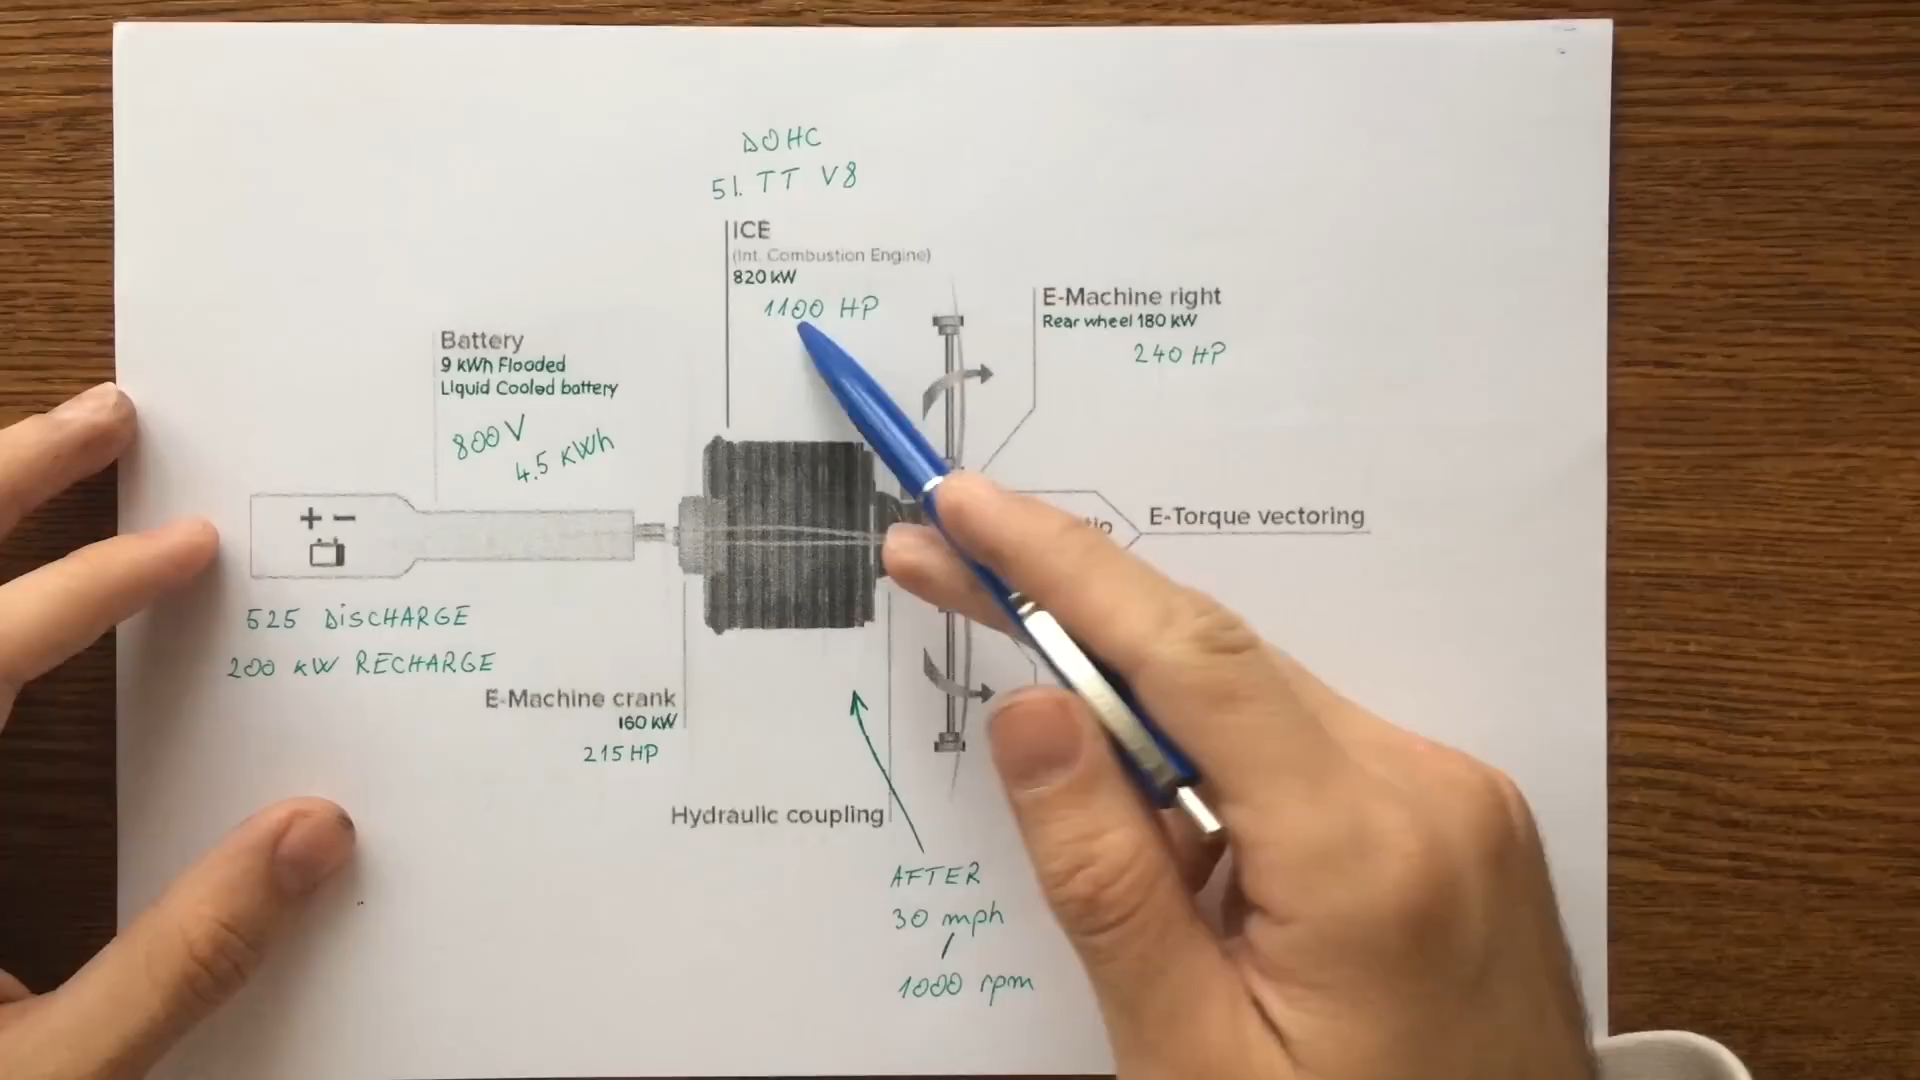 DOHC
5l. TT V8
ICE
(Int. Combustion Engine)
820 kW
1100 HP
E-Machine right
Rear wheel 180 kW
240 HP
Battery
9 kWh Flooded
Liquid Cooled battery
800V
4.5 KWh
+ −
E-Torque vectoring
525 DiSCHARGE
200 kW RECHARGE
E-Machine crank
160 kW
215 HP
Hydraulic coupling
AFTER
30 mph
/
1000 rpm